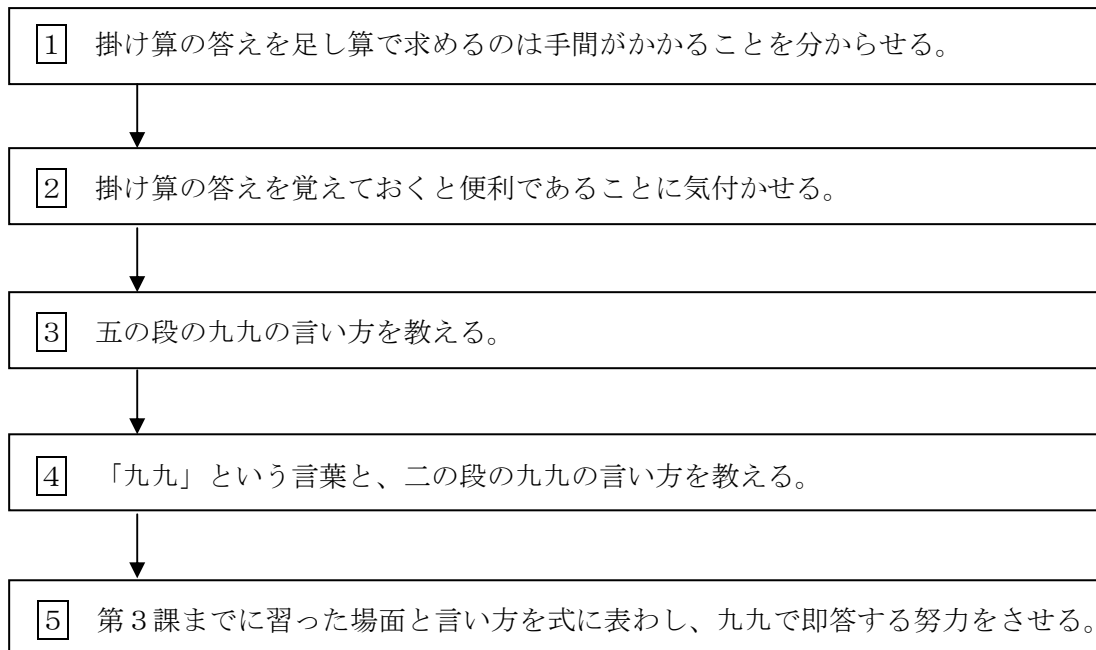 １ 掛け算の答えを足し算で求めるのは手間がかかることを分からせる。
２ 掛け算の答えを覚えておくと便利であることに気付かせる。
３ 五の段の九九の言い方を教える。
４ 「九九」という言葉と、二の段の九九の言い方を教える。
５ 第３課までに習った場面と言い方を式に表わし、九九で即答する努力をさせる。